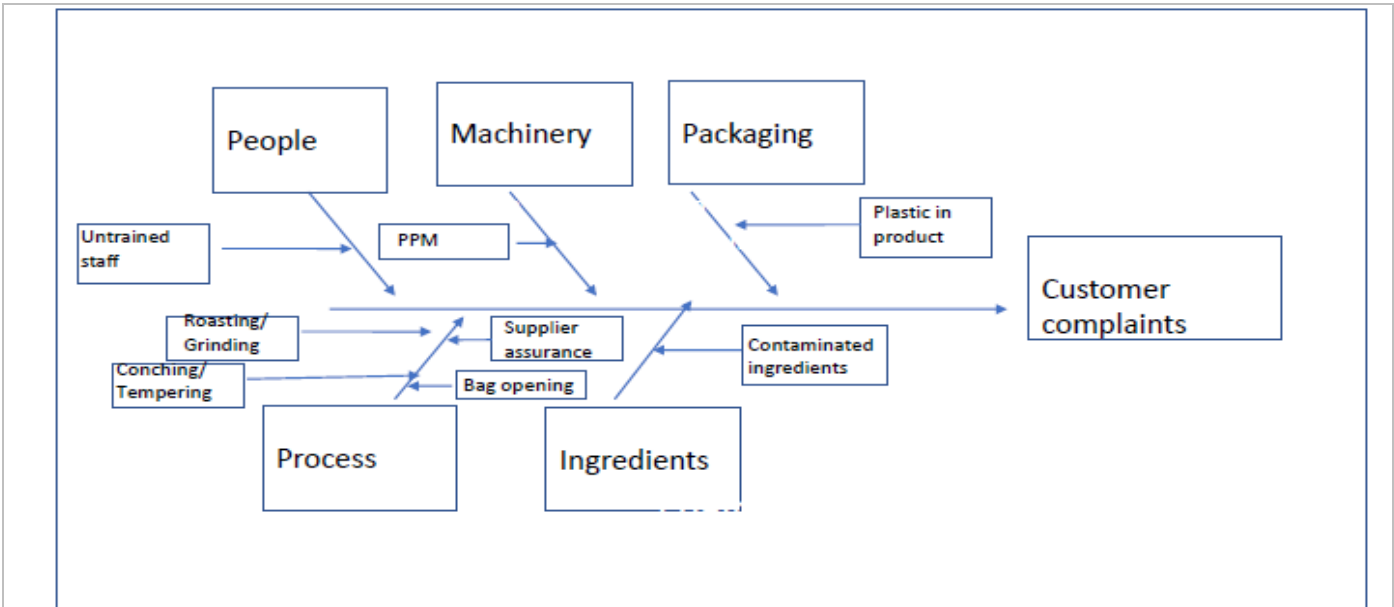 People
Machinery
Packaging
Untrained
staff
PPM
Plastic in
product
Customer
complaints
Roasting/
Grinding
Supplier
assurance
Contaminated
ingredients
Conching/
Tempering
Bag opening
Process
Ingredients